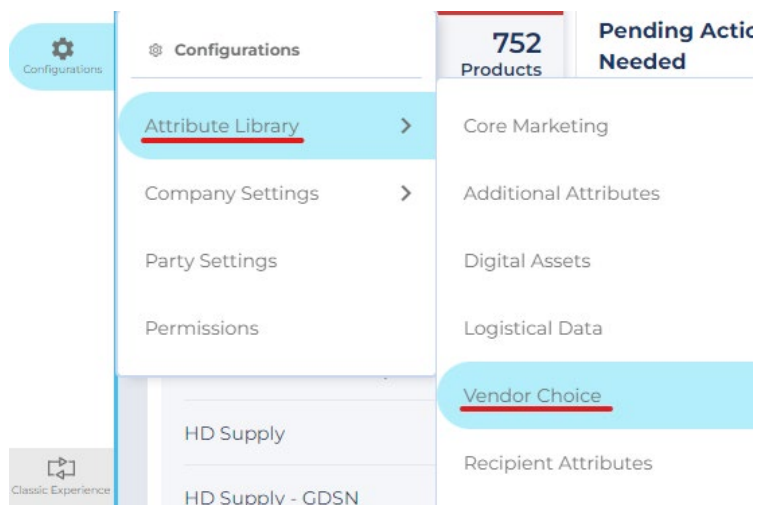 Configurations
Configurations
752
Products
Pending Actio
Needed
Attribute Library
Company Settings
Party Settings
Permissions
Core Marketing
Additional Attributes
Digital Assets
Logistical Data
Vendor Choice
Recipient Attributes
HD Supply
HD Supply - GDSN
Classic Experience